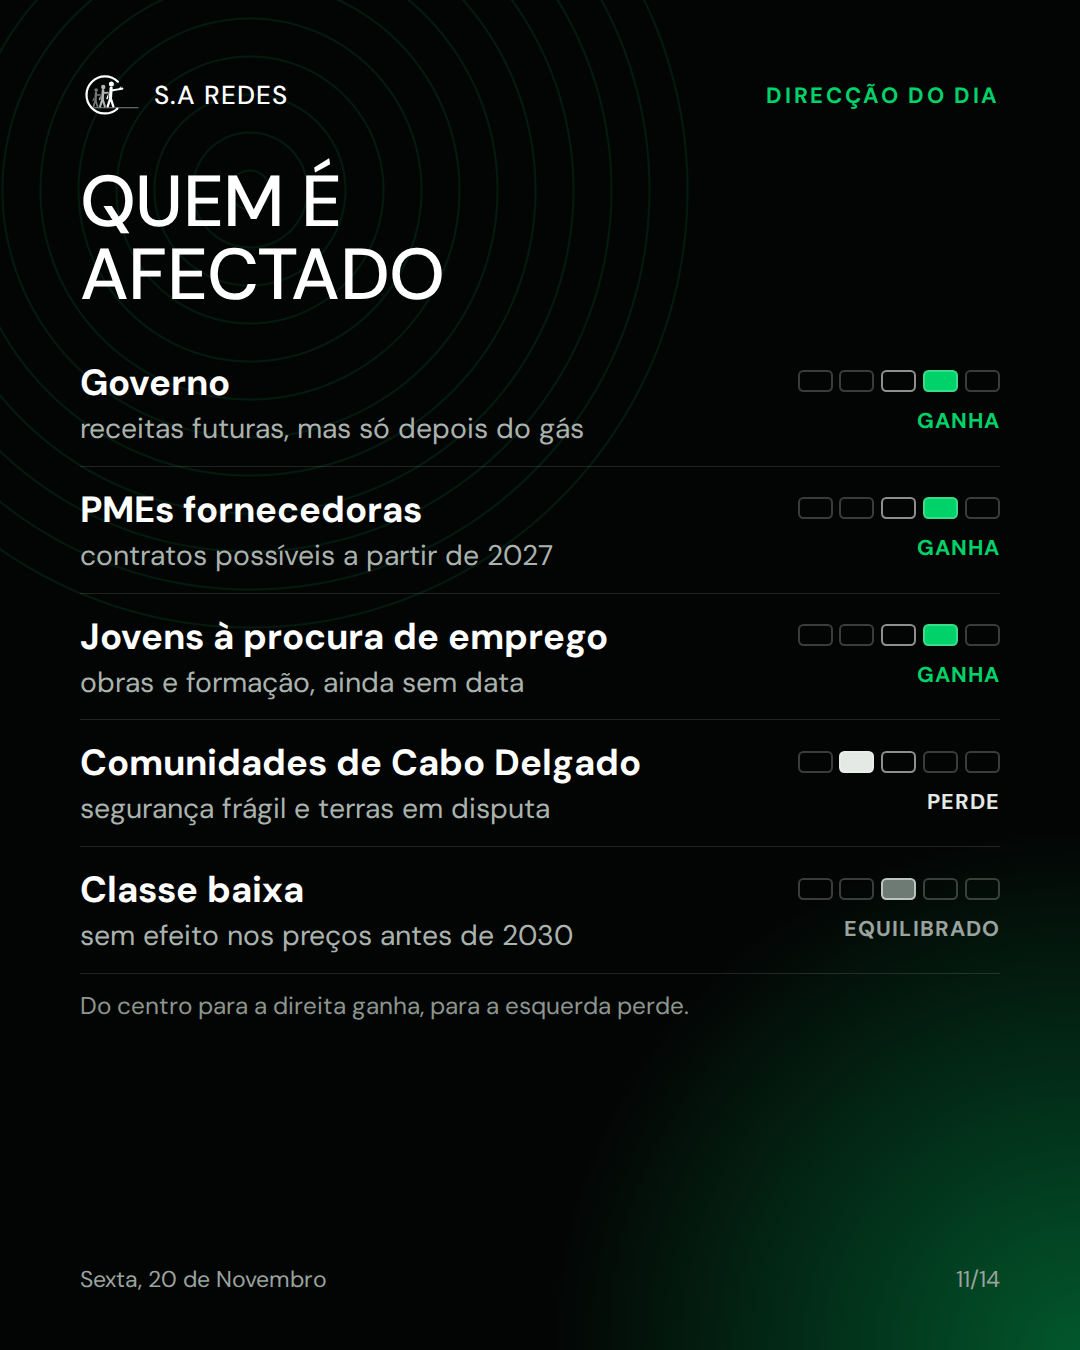 S.A REDES
DIRECÇÃO DO DIA
QUEM É
AFECTADO
Governo
receitas futuras, mas só depois do gás
GANHA
PMEs fornecedoras
contratos possíveis a partir de 2027
GANHA
Jovens à procura de emprego
obras e formação, ainda sem data
GANHA
Comunidades de Cabo Delgado
segurança frágil e terras em disputa
PERDE
Classe baixa
sem efeito nos preços antes de 2030
EQUILIBRADO
Do centro para a direita ganha, para a esquerda perde.
Sexta, 20 de Novembro
11/14